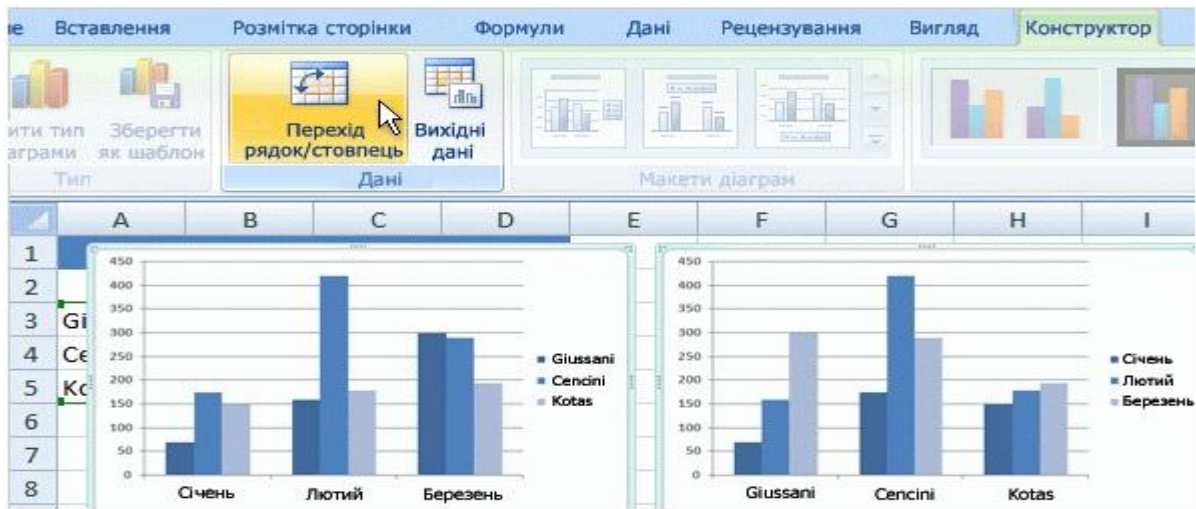 Вставлення Розмітка сторінки Формули Дані Рецензування Вигляд Конструктор
Зберегти як шаблон
Тип
Перехід рядок/стовпець
Вихідні дані
Дані
Макети діаграм
A B C D E F G H I
1
2
3
4
5
6
7
8
450
400
350
300
250
200
150
100
50
0
Січень Лютий Березень
Giussani
Cencini
Kotas
450
400
350
300
250
200
150
100
50
0
Giussani Cencini Kotas
Січень
Лютий
Березень